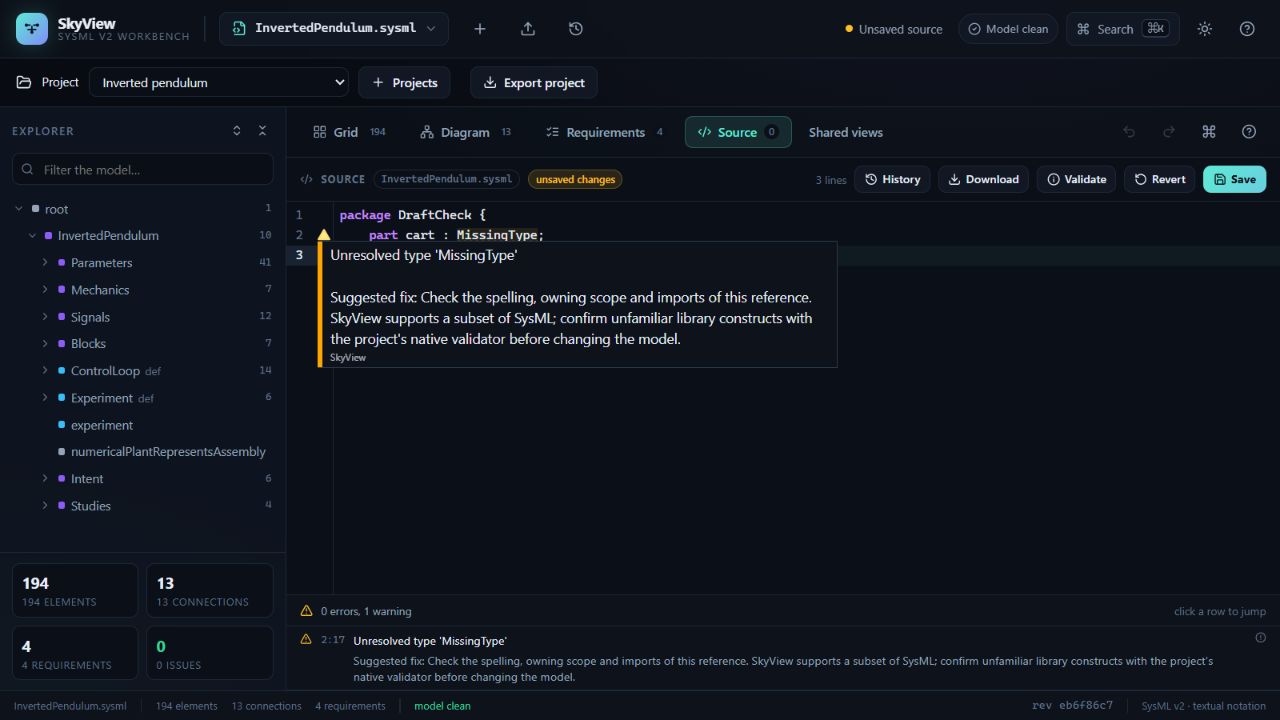 SkyView
SYSML V2 WORKBENCH
InvertedPendulum.sysml
Unsaved source
Model clean
Search
⌘K
Project
Inverted pendulum
Projects
Export project
EXPLORER
Filter the model...
root 1
InvertedPendulum 10
Parameters 41
Mechanics 7
Signals 12
Blocks 7
ControlLoop def 14
Experiment def 6
experiment
numericalPlantRepresentsAssembly
Intent 6
Studies 4
194
194 ELEMENTS
13
13 CONNECTIONS
4
4 REQUIREMENTS
0
0 ISSUES
Grid 194
Diagram 13
Requirements 4
Source 0
Shared views
</> SOURCE
InvertedPendulum.sysml
unsaved changes
3 lines
History
Download
Validate
Revert
Save
1 package DraftCheck {
2 part cart : MissingType;
3
Unresolved type 'MissingType'
Suggested fix: Check the spelling, owning scope and imports of this reference.
SkyView supports a subset of SysML; confirm unfamiliar library constructs with
the project's native validator before changing the model.
SkyView
0 errors, 1 warning
click a row to jump
2:17 Unresolved type 'MissingType'
Suggested fix: Check the spelling, owning scope and imports of this reference. SkyView supports a subset of SysML; confirm unfamiliar library constructs with the project's
native validator before changing the model.
InvertedPendulum.sysml
194 elements
13 connections
4 requirements
model clean
rev eb6f86c7
SysML v2 · textual notation